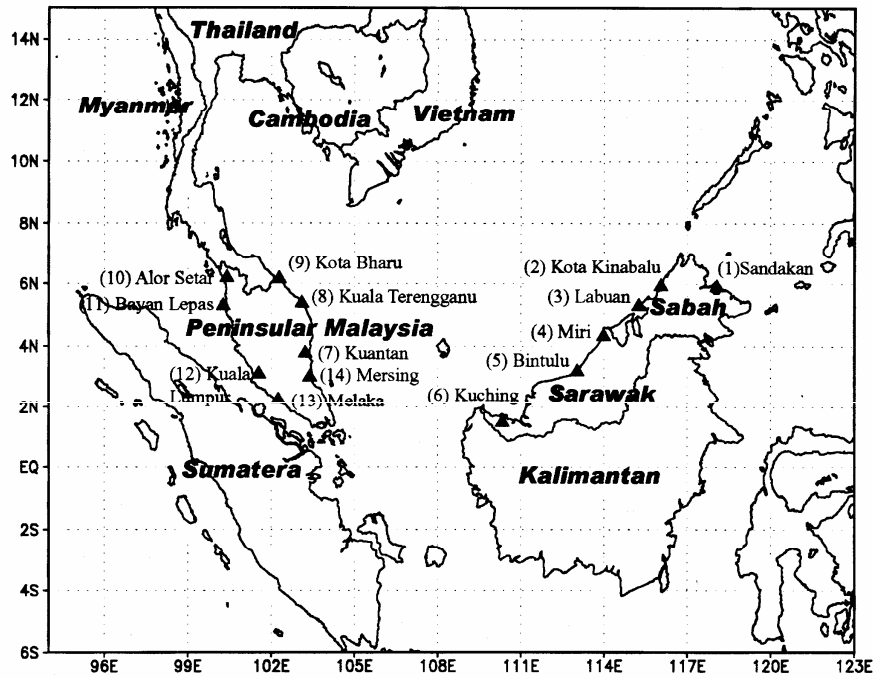 14N
Thailand
12N
Myanmar
Cambodia
Vietnam
10N
8N
(9) Kota Bharu
(2) Kota Kinabalu
(1)Sandakan
6N
(10) Alor Setar
(3) Labuan
(8) Kuala Terengganu
(11) Bayan Lepas
Sabah
Peninsular Malaysia
(4) Miri
4N
(7) Kuantan
(5) Bintulu
(12) Kuala
Lumpur
(14) Mersing
(6) Kuching
Sarawak
(13) Melaka
2N
EQ
Sumatera
Kalimantan
2S
4S
6S
96E 99E 102E 105E 108E 111E 114E 117E 120E 123E